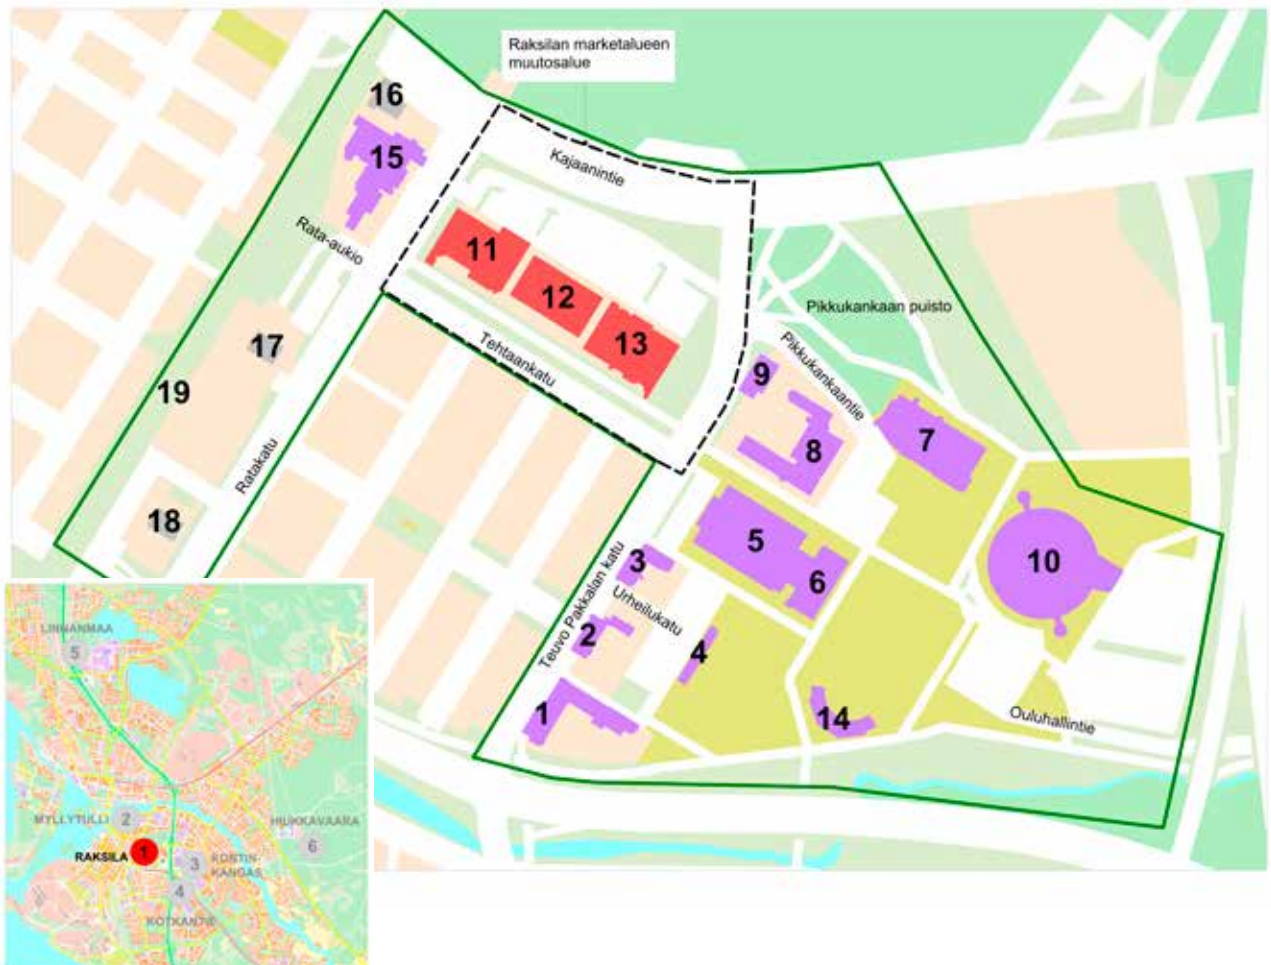 Raksilan marketalueen
muutosalue
16
15
Kajaanintie
Rata-aukio
11
12
13
Pikkukankaan puisto
17
Tehtaankatu
Pikkukankaantie
9
19
8
7
Ratakatu
18
5
3
10
Teuvo Pakkalan katu
6
Urheilukatu
2
4
1
14
Ouluhallintie
LINNANMAA
5
MYLLYTULLI
2
HIUKKAVAARA
6
RAKSILA
1
3
KONTIN-
KANGAS
4
KOTKANTIE